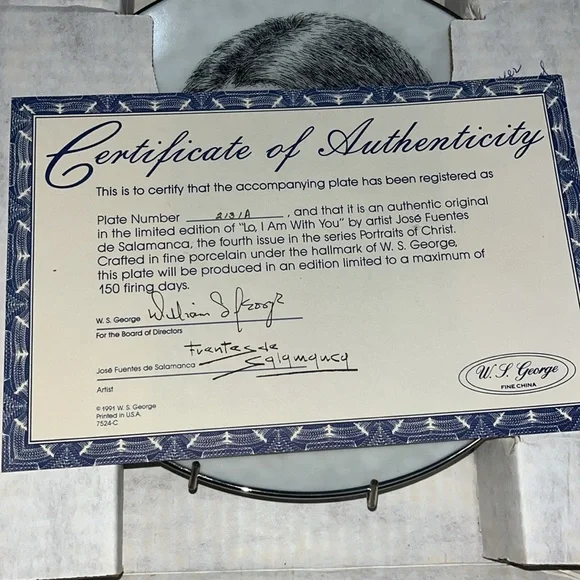 Certificate of Authenticity
This is to certify that the accompanying plate has been registered as
Plate Number 2131A, and that it is an authentic original
in the limited edition of "Lo, I Am With You" by artist José Fuentes
de Salamanca, the fourth issue in the series Portraits of Christ.
Crafted in fine porcelain under the hallmark of W. S. George,
this plate will be produced in an edition limited to a maximum of
150 firing days.
W. S. George William S George
For the Board of Directors
Fuentes de
José Fuentes de Salamanca Salamanca
Artist
W. S. George
FINE CHINA
© 1991 W. S. George
Printed in U.S.A.
7524-C